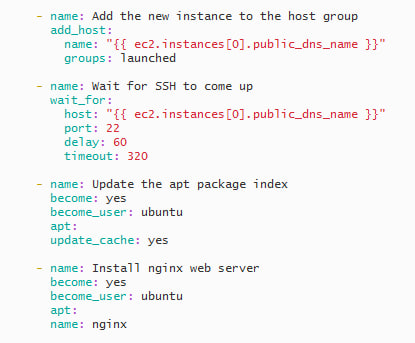 - name: Add the new instance to the host group
  add_host:
    name: "{{ ec2.instances[0].public_dns_name }}"
    groups: launched

- name: Wait for SSH to come up
  wait_for:
    host: "{{ ec2.instances[0].public_dns_name }}"
    port: 22
    delay: 60
    timeout: 320

- name: Update the apt package index
  become: yes
  become_user: ubuntu
  apt:
  update_cache: yes

- name: Install nginx web server
  become: yes
  become_user: ubuntu
  apt:
  name: nginx